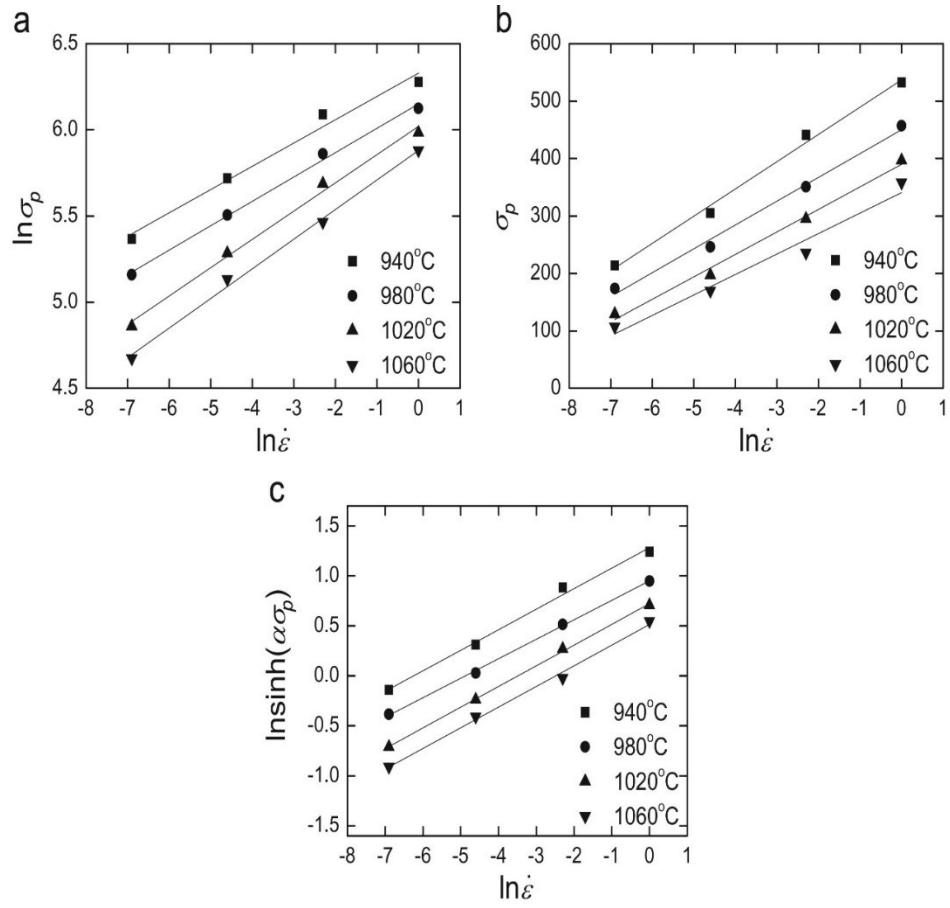 a
6.5
6.0
5.5
5.0
4.5
lnσp
940°C
980°C
1020°C
1060°C
-8 -7 -6 -5 -4 -3 -2 -1 0 1
lnε̇
b
600
500
400
300
200
100
0
σp
940°C
980°C
1020°C
1060°C
-8 -7 -6 -5 -4 -3 -2 -1 0 1
lnε̇
c
1.5
1.0
0.5
0.0
-0.5
-1.0
-1.5
lnsinh(ασp)
940°C
980°C
1020°C
1060°C
-8 -7 -6 -5 -4 -3 -2 -1 0 1
lnε̇